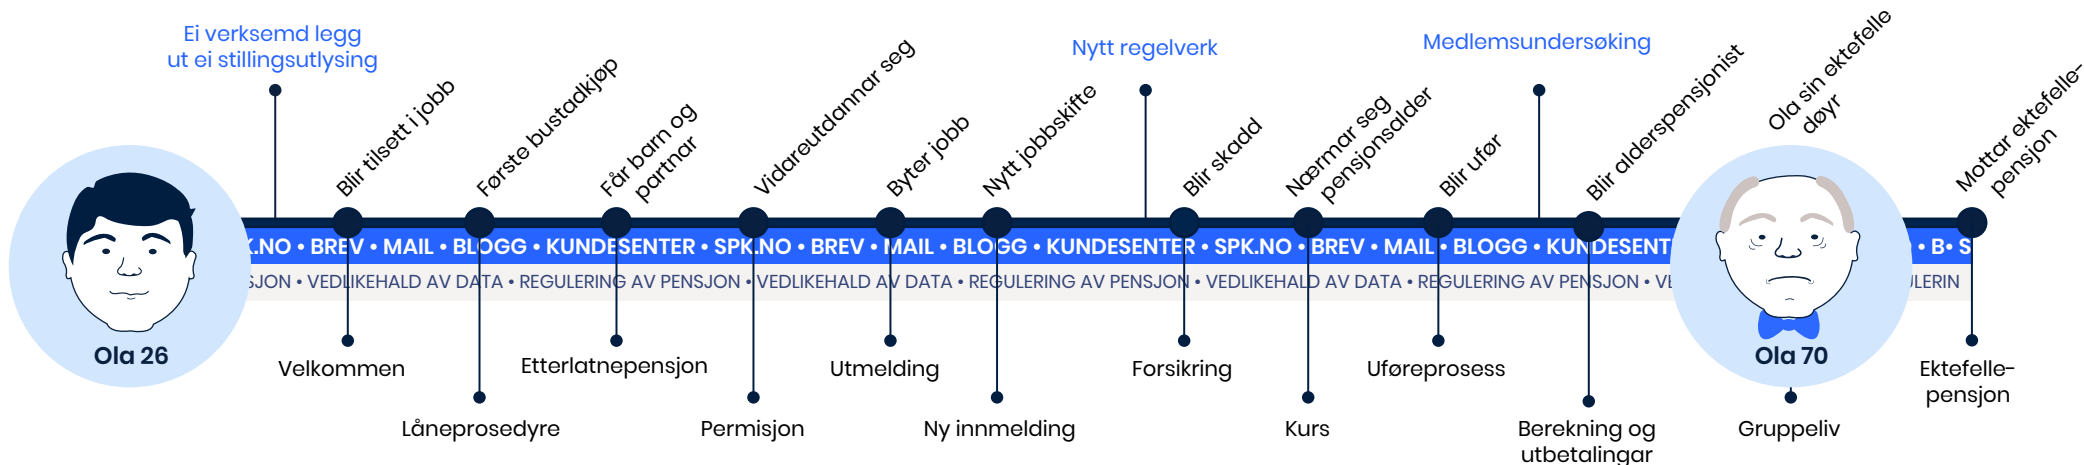 Ei verksemd legg
ut ei stillingsutlysing
Nytt regelverk
Medlemsundersøking
Blir tilsett i jobb
Første bustadkjøp
Får barn og
partnar
Vidareutdannar seg
Byter jobb
Nytt jobbskifte
Blir skadd
Nærmar seg
pensjonsalder
Blir ufør
Blir alderspensjonist
Ola sin ektefelle
døyr
Mottar ektefelle-
pensjon
K.NO • BREV • MAIL • BLOGG • KUNDESENTER • SPK.NO • BREV • MAIL • BLOGG • KUNDESENTER • SPK.NO • BREV • MAIL • BLOGG • KUNDESENT • B• S
SJON • VEDLIKEHALD AV DATA • REGULERING AV PENSJON • VEDLIKEHALD AV DATA • REGULERING AV PENSJON • VEDLIKEHALD AV DATA • REGULERING AV PENSJON • VE ULERIN
Ola 26
Ola 70
Velkommen
Låneprosedyre
Etterlatnepensjon
Permisjon
Utmelding
Ny innmelding
Forsikring
Kurs
Uføreprosess
Berekning og
utbetalingar
Gruppeliv
Ektefelle-
pensjon